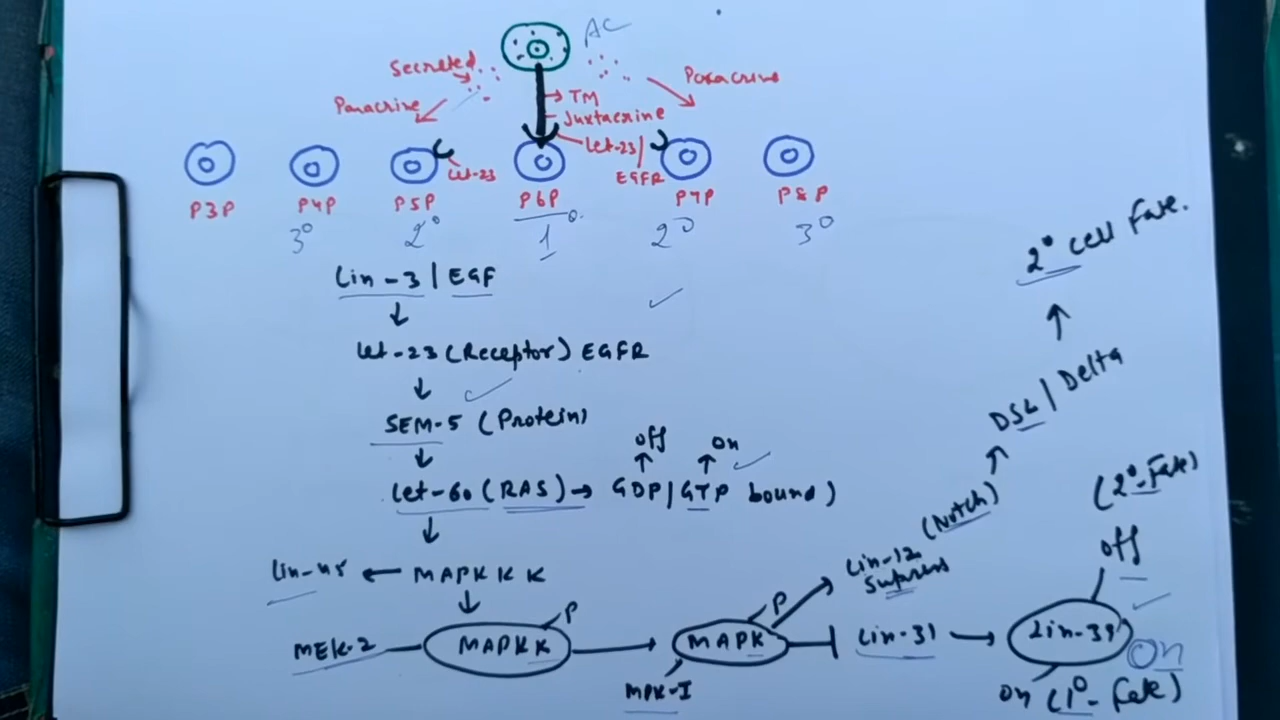 AC
Secreted
Paracrine
Paracrine
TM
Juxtacrine
Let-23/
EGFR
Let-23
P3P P4P P5P P6P P7P P8P
3° 2° 1° 2° 3°
Lin-3 | EGF
Let-23 (Receptor) EGFR
SEM-5 (Protein)
off on
Let-60 (RAS) → GDP/GTP bound)
Lin-45 ← MAPKKK
MEK-2 MAPKK P
MAPK P
MPK-I
Lin-12
Supress
(Notch)
DSL / Delta
2° Cell Fate.
Lin-31 → Lin-39
off
(2°-Fate)
On
on (1°-Fate)